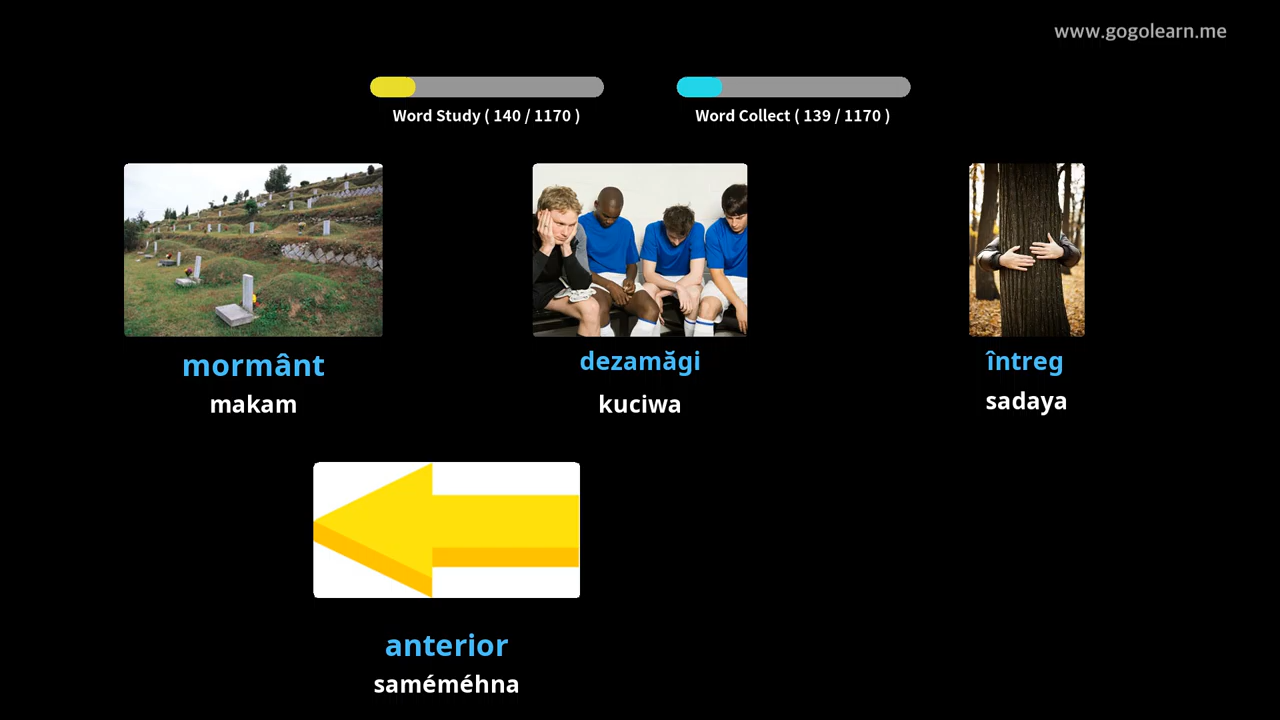 www.gogolearn.me
Word Study ( 140 / 1170 )
Word Collect ( 139 / 1170 )
mormânt
makam
dezamăgi
kuciwa
întreg
sadaya
anterior
saméméhna